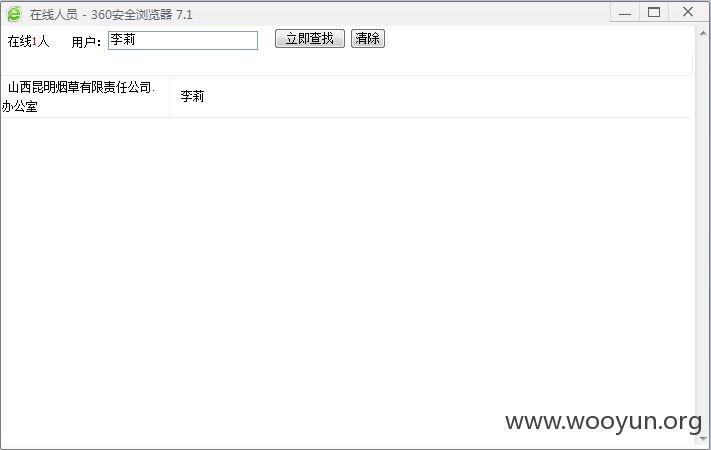 在线人员 - 360安全浏览器 7.1
在线1人 用户： 李莉 立即查找 清除
山西昆明烟草有限责任公司.
办公室
李莉
www.wooyun.org